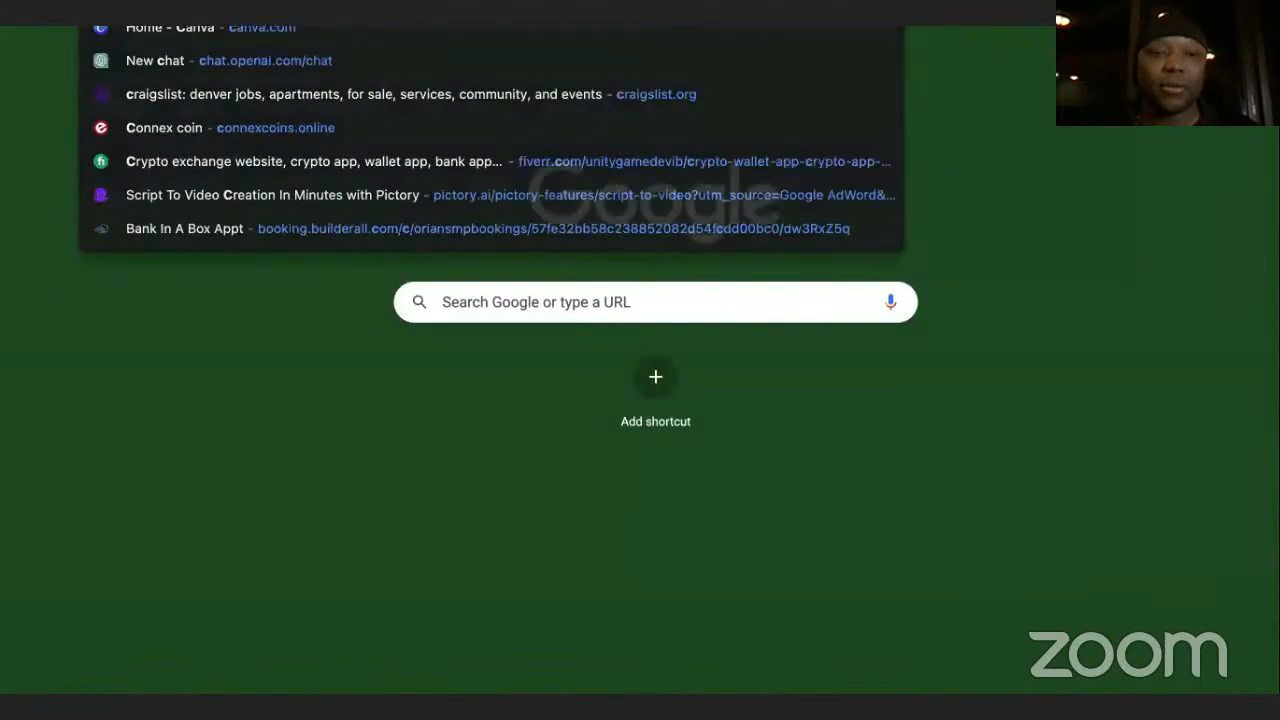 Home - Canva - canva.com
New chat - chat.openai.com/chat
craigslist: denver jobs, apartments, for sale, services, community, and events - craigslist.org
Connex coin - connexcoins.online
Crypto exchange website, crypto app, wallet app, bank app... - fiverr.com/unitygamedevib/crypto-wallet-app-crypto-app-...
Script To Video Creation In Minutes with Pictory - pictory.ai/pictory-features/script-to-video?utm_source=Google AdWord&...
Bank In A Box Appt - booking.builderall.com/c/oriansmpbookings/57fe32bb58c238852082d54fcdd00bc0/dw3RxZ5q
Google
Search Google or type a URL
Add shortcut
zoom